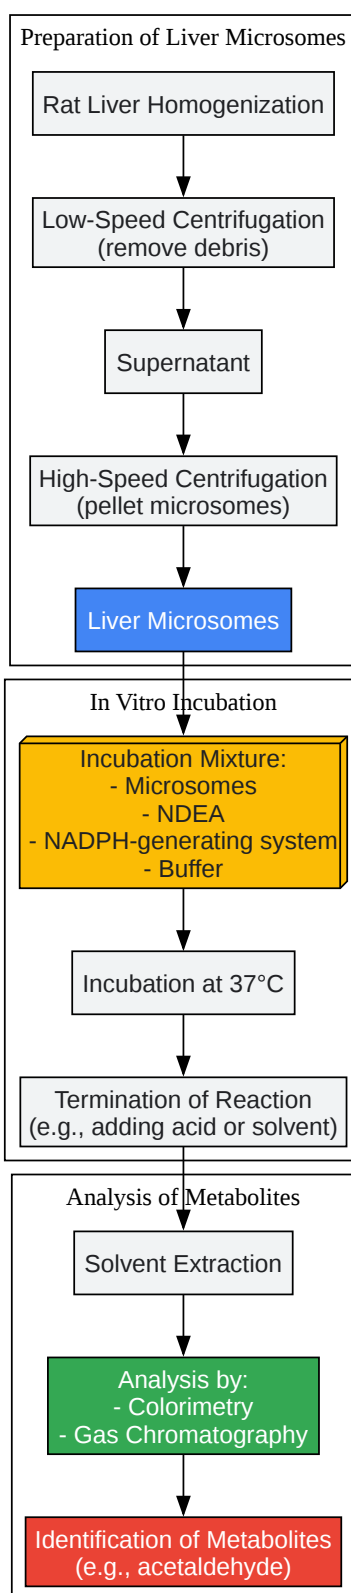 Preparation of Liver Microsomes
Rat Liver Homogenization
Low-Speed Centrifugation
(remove debris)
Supernatant
High-Speed Centrifugation
(pellet microsomes)
Liver Microsomes
In Vitro Incubation
Incubation Mixture:
- Microsomes
- NDEA
- NADPH-generating system
- Buffer
Incubation at 37°C
Termination of Reaction
(e.g., adding acid or solvent)
Analysis of Metabolites
Solvent Extraction
Analysis by:
- Colorimetry
- Gas Chromatography
Identification of Metabolites
(e.g., acetaldehyde)